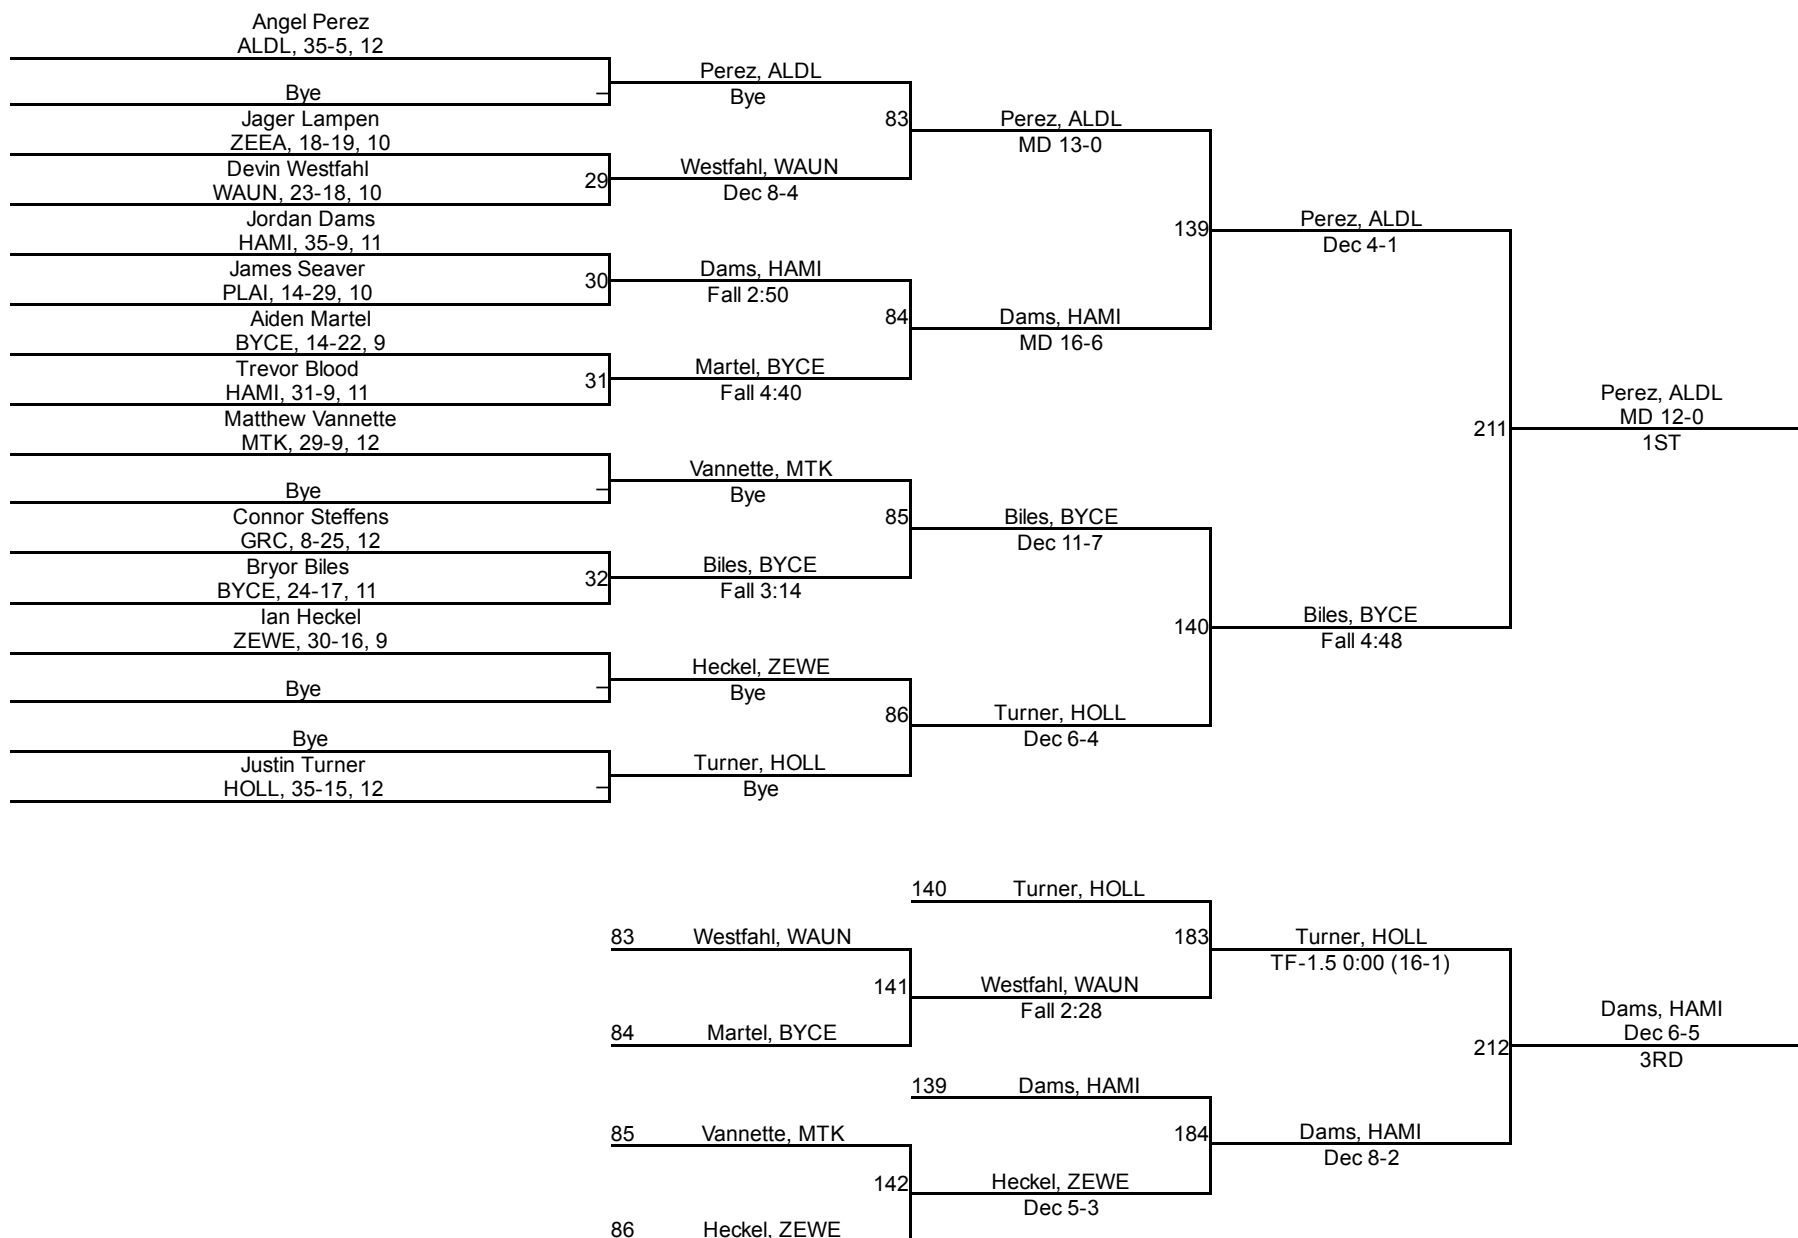 Angel Perez
ALDL, 35-5, 12
Bye
Jager Lampen
ZEEA, 18-19, 10
Devin Westfahl
WAUN, 23-18, 10
29
Jordan Dams
HAMI, 35-9, 11
James Seaver
PLAI, 14-29, 10
30
Aiden Martel
BYCE, 14-22, 9
Trevor Blood
HAMI, 31-9, 11
31
Matthew Vannette
MTK, 29-9, 12
Bye
Connor Steffens
GRC, 8-25, 12
Bryor Biles
BYCE, 24-17, 11
32
Ian Heckel
ZEWE, 30-16, 9
Bye
Bye
Justin Turner
HOLL, 35-15, 12
Perez, ALDL
Bye
83
Westfahl, WAUN
Dec 8-4
Dams, HAMI
Fall 2:50
84
Martel, BYCE
Fall 4:40
Vannette, MTK
Bye
85
Biles, BYCE
Fall 3:14
Heckel, ZEWE
Bye
86
Turner, HOLL
Bye
Perez, ALDL
MD 13-0
139
Dams, HAMI
MD 16-6
Biles, BYCE
Dec 11-7
140
Turner, HOLL
Dec 6-4
Perez, ALDL
Dec 4-1
211
Biles, BYCE
Fall 4:48
Perez, ALDL
MD 12-0
1ST
83 Westfahl, WAUN
141
84 Martel, BYCE
85 Vannette, MTK
142
86 Heckel, ZEWE
140 Turner, HOLL
183
Westfahl, WAUN
Fall 2:28
139 Dams, HAMI
184
Heckel, ZEWE
Dec 5-3
Turner, HOLL
TF-1.5 0:00 (16-1)
212
Dams, HAMI
Dec 8-2
Dams, HAMI
Dec 6-5
3RD